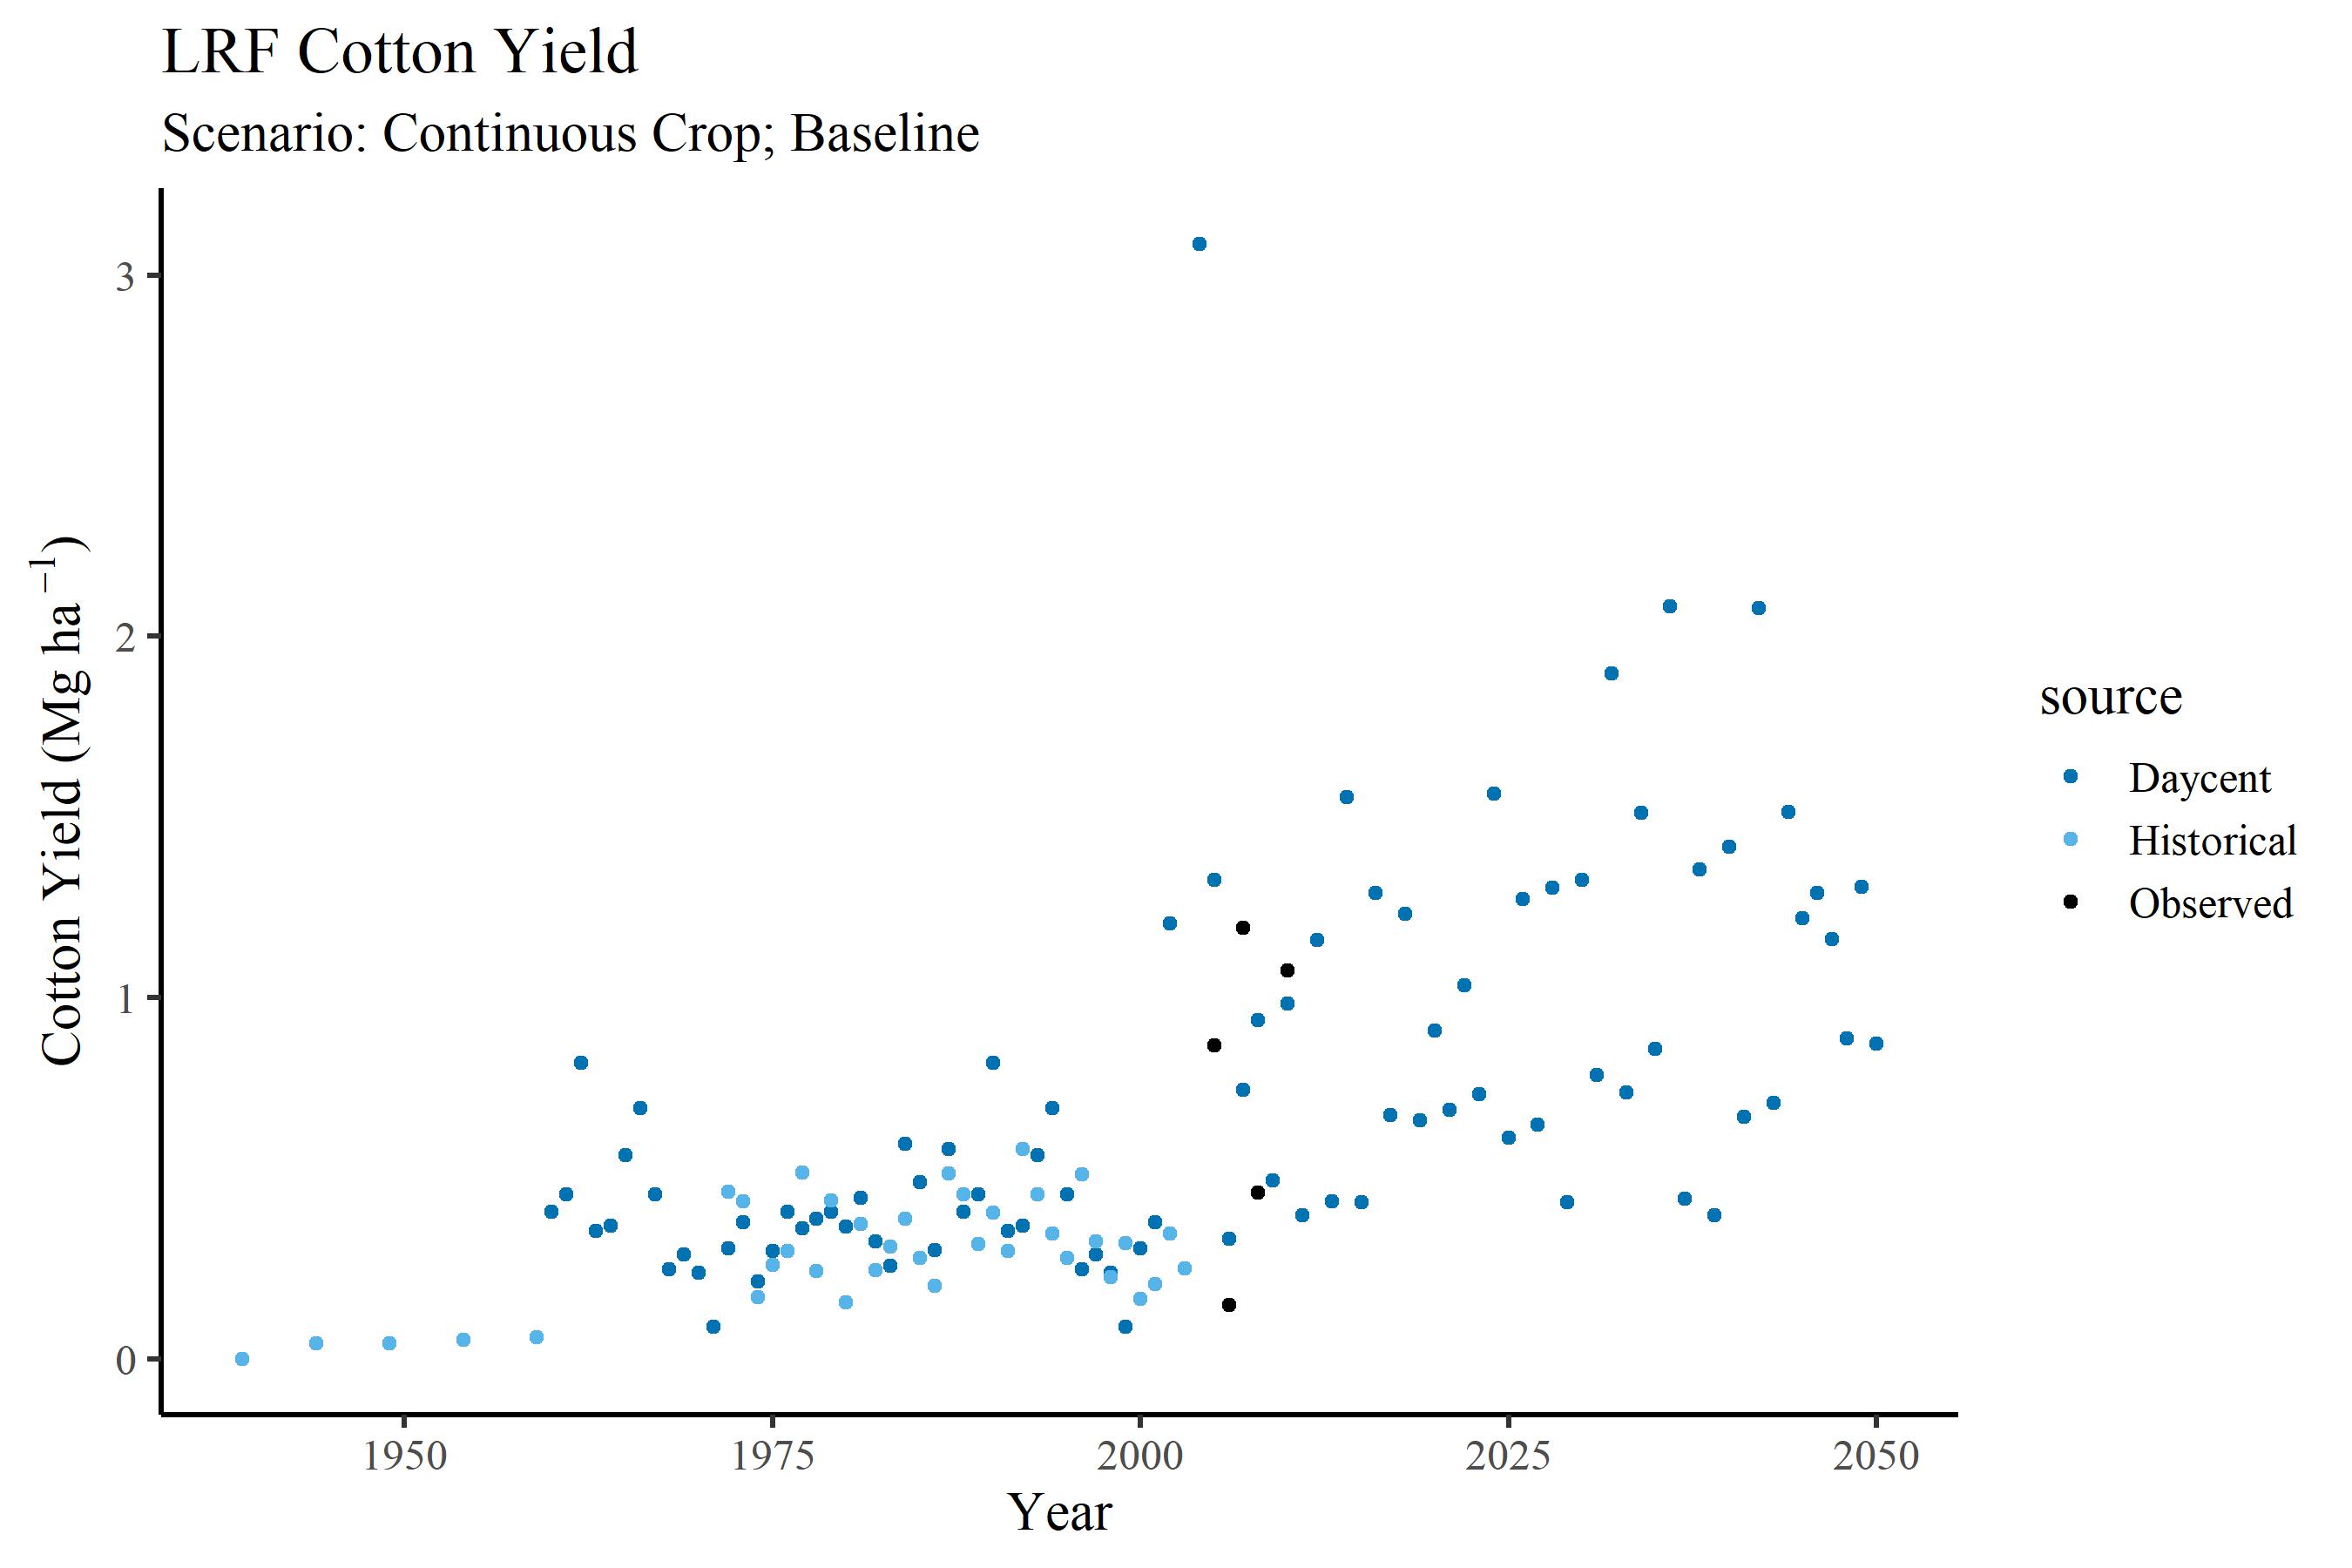 LRF Cotton Yield
Scenario: Continuous Crop; Baseline
Cotton Yield (Mg ha⁻¹)
3
2
1
0
1950 1975 2000 2025 2050
Year
source
Daycent
Historical
Observed